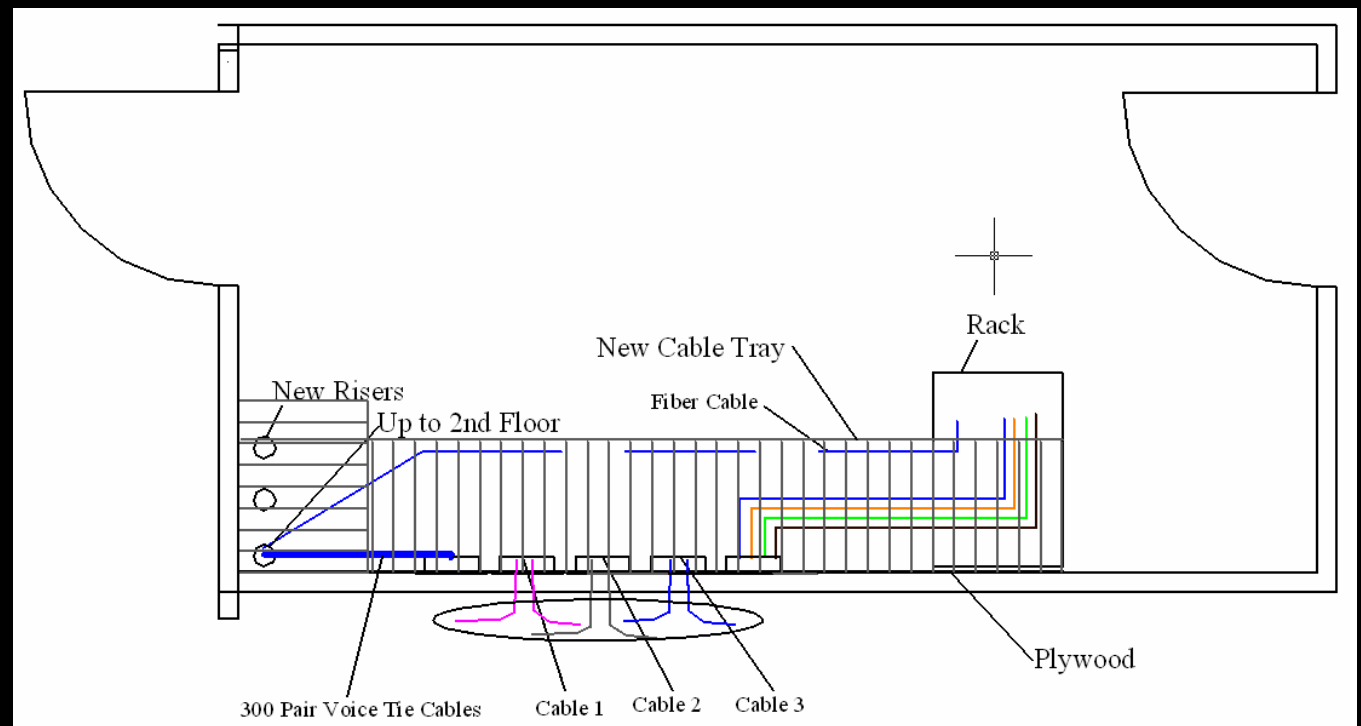 Rack
New Cable Tray
New Risers
Fiber Cable
Up to 2nd Floor
Plywood
300 Pair Voice Tie Cables
Cable 1
Cable 2
Cable 3